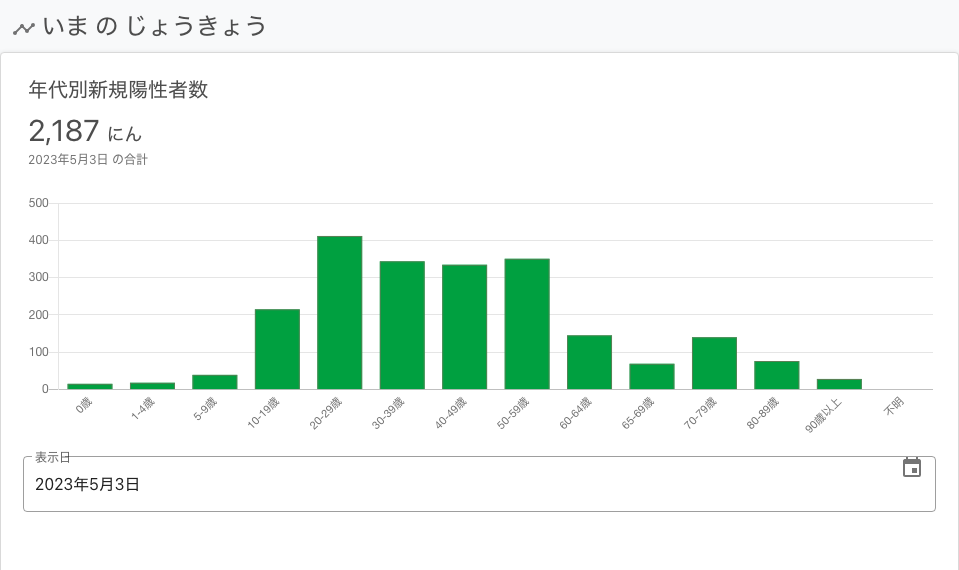 いま の じょうきょう
年代別新規陽性者数
2,187 にん
2023年5月3日 の合計
500
400
300
200
100
0
0歳
1-4歳
5-9歳
10-19歳
20-29歳
30-39歳
40-49歳
50-59歳
60-64歳
65-69歳
70-79歳
80-89歳
90歳以上
不明
表示日
2023年5月3日